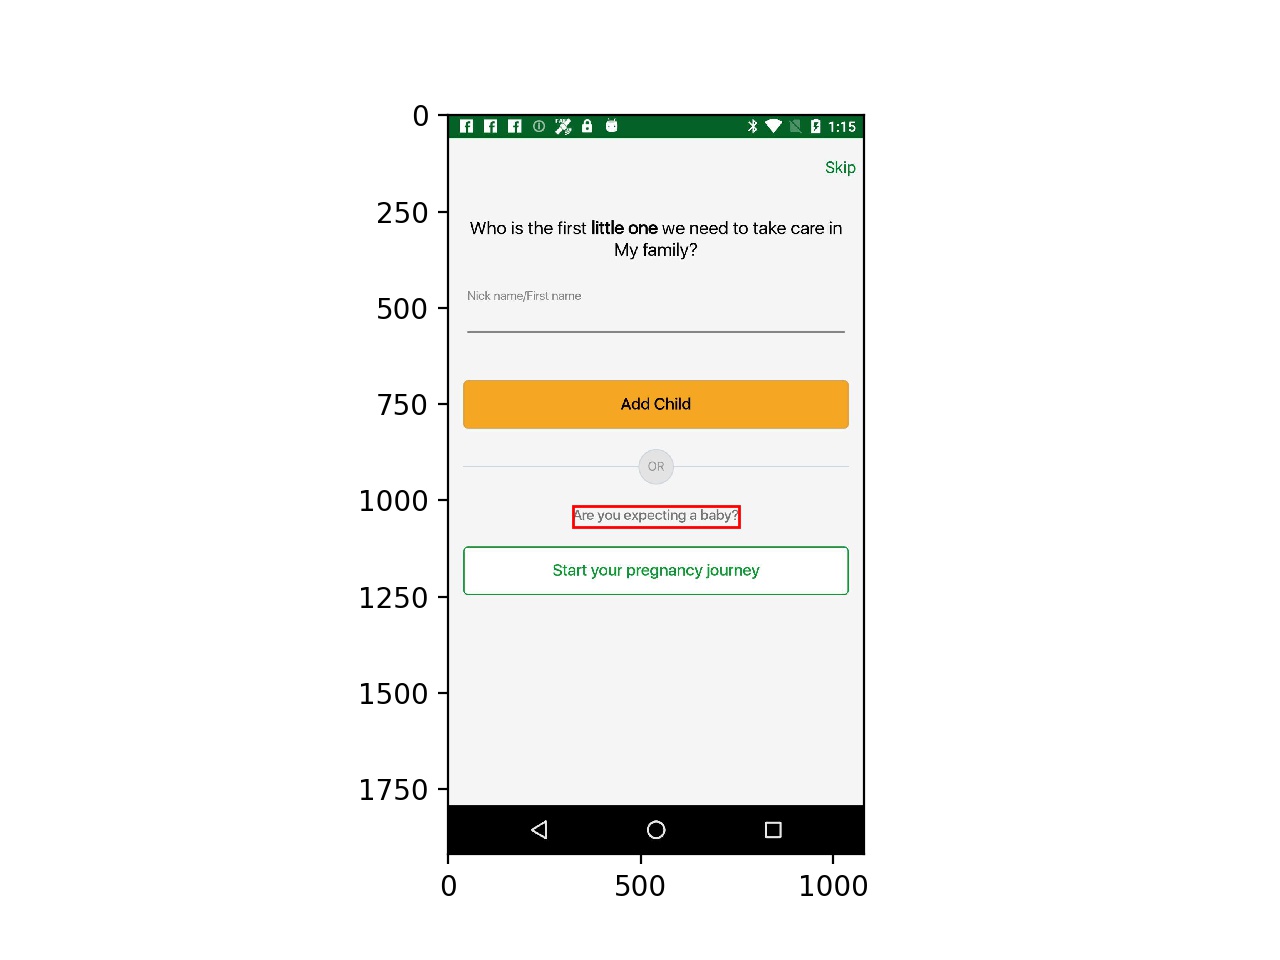 0
250
500
750
1000
1250
1500
1750
0
500
1000
1:15
Skip
Who is the first little one we need to take care in
My family?
Nick name/First name
Add Child
OR
Are you expecting a baby?
Start your pregnancy journey